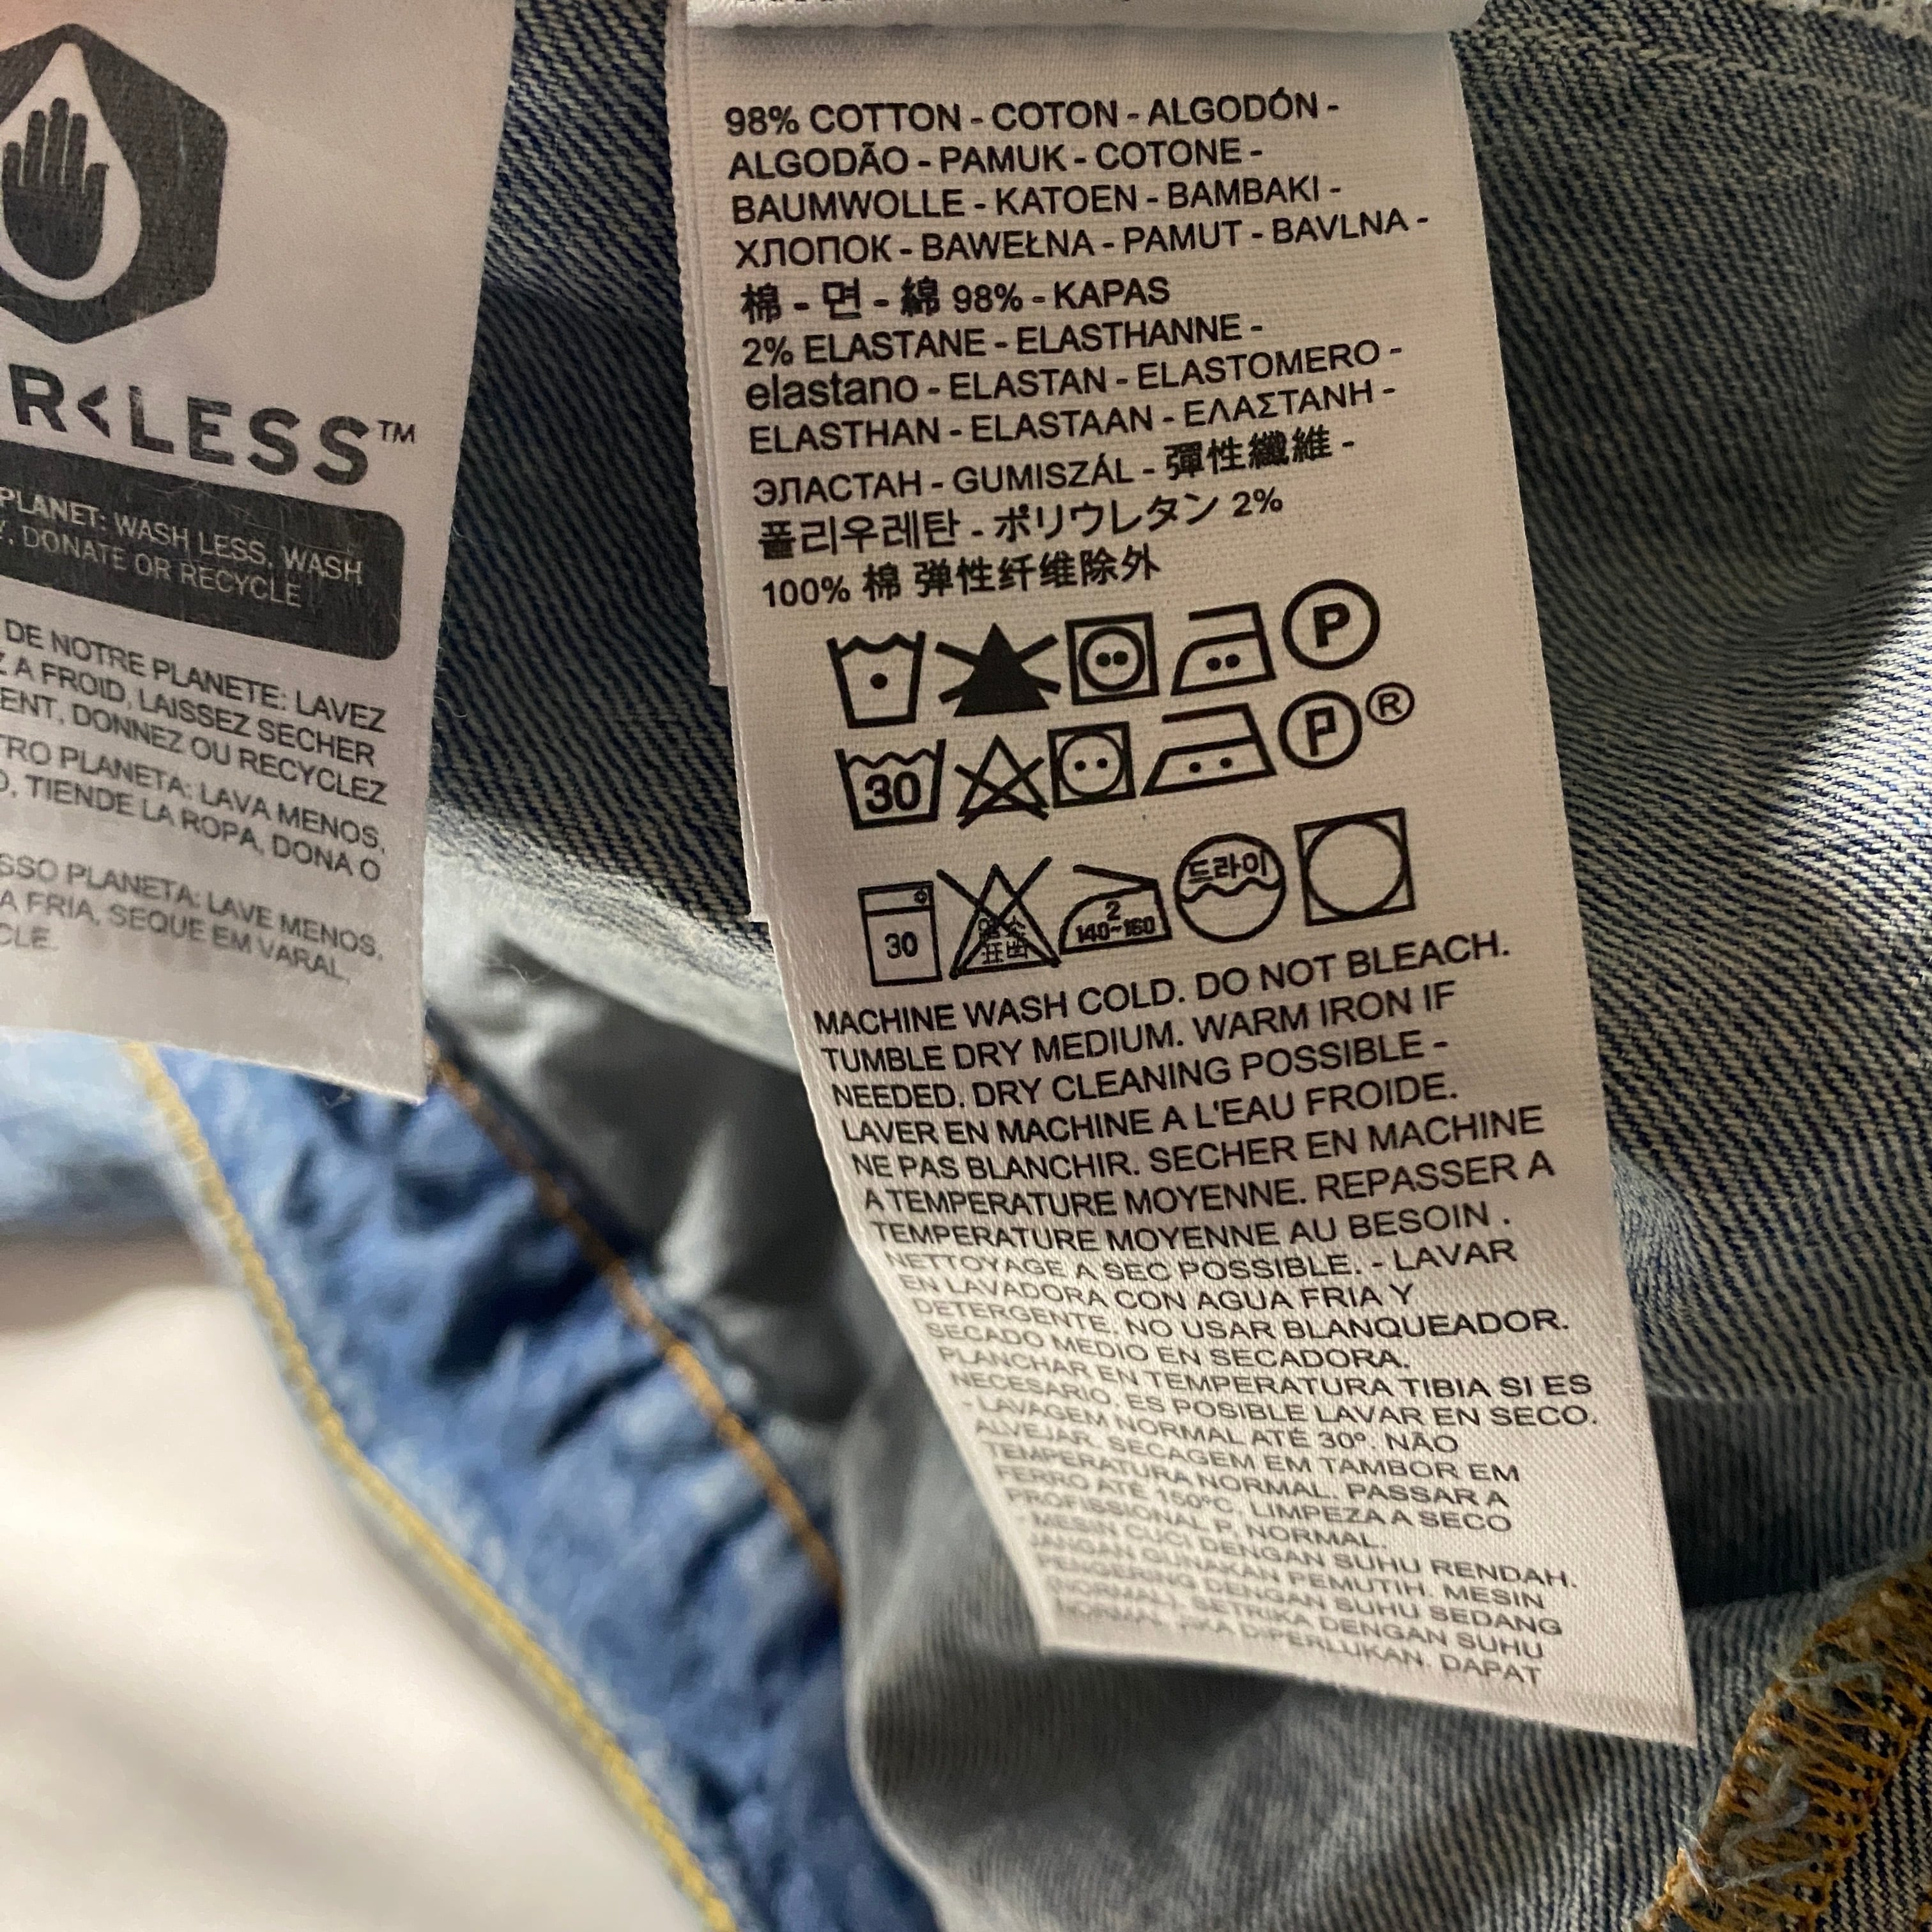 R<LESS™
PLANET: WASH LESS, WASH
DONATE OR RECYCLE
DE NOTRE PLANETE: LAVEZ
A FROID, LAISSEZ SECHER
ENT, DONNEZ OU RECYCLEZ
TRO PLANETA: LAVA MENOS,
O, TIENDE LA ROPA, DONA O
SSO PLANETA: LAVE MENOS,
A FRIA, SEQUE EM VARAL,
CLE.
98% COTTON - COTON - ALGODÓN -
ALGODÃO - PAMUK - COTONE -
BAUMWOLLE - KATOEN - BAMBAKI -
ХЛОПОК - BAWEŁNA - PAMUT - BAVLNA -
棉 - 면 - 綿 98% - KAPAS
2% ELASTANE - ELASTHANNE -
elastano - ELASTAN - ELASTOMERO -
ELASTHAN - ELASTAAN - ΕΛΑΣΤΑΝΗ -
ЭЛАСТАН - GUMISZÁL - 彈性纖維 -
폴리우레탄 - ポリウレタン 2%
100% 棉 弹性纤维除外
P
30 P ®
30 2 140~160 드라이
MACHINE WASH COLD. DO NOT BLEACH.
TUMBLE DRY MEDIUM. WARM IRON IF
NEEDED. DRY CLEANING POSSIBLE -
LAVER EN MACHINE A L'EAU FROIDE.
NE PAS BLANCHIR. SECHER EN MACHINE
A TEMPERATURE MOYENNE. REPASSER A
TEMPERATURE MOYENNE AU BESOIN .
NETTOYAGE A SEC POSSIBLE. - LAVAR
EN LAVADORA CON AGUA FRIA Y
DETERGENTE. NO USAR BLANQUEADOR.
SECADO MEDIO EN SECADORA.
PLANCHAR EN TEMPERATURA TIBIA SI ES
NECESARIO. ES POSIBLE LAVAR EN SECO.
- LAVAGEM NORMAL ATÉ 30º. NÃO
ALVEJAR. SECAGEM EM TAMBOR EM
TEMPERATURA NORMAL. PASSAR A
FERRO ATÉ 150ºC. LIMPEZA A SECO
PROFISSIONAL P, NORMAL.
- MESIN CUCI DENGAN SUHU RENDAH.
JANGAN GUNAKAN PEMUTIH. MESIN
PENGERING DENGAN SUHU SEDANG
(NORMAL). SETRIKA DENGAN SUHU
NORMAL, JIKA DIPERLUKAN. DAPAT